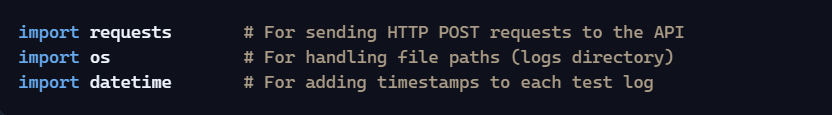 import requests       # For sending HTTP POST requests to the API
import os             # For handling file paths (logs directory)
import datetime       # For adding timestamps to each test log